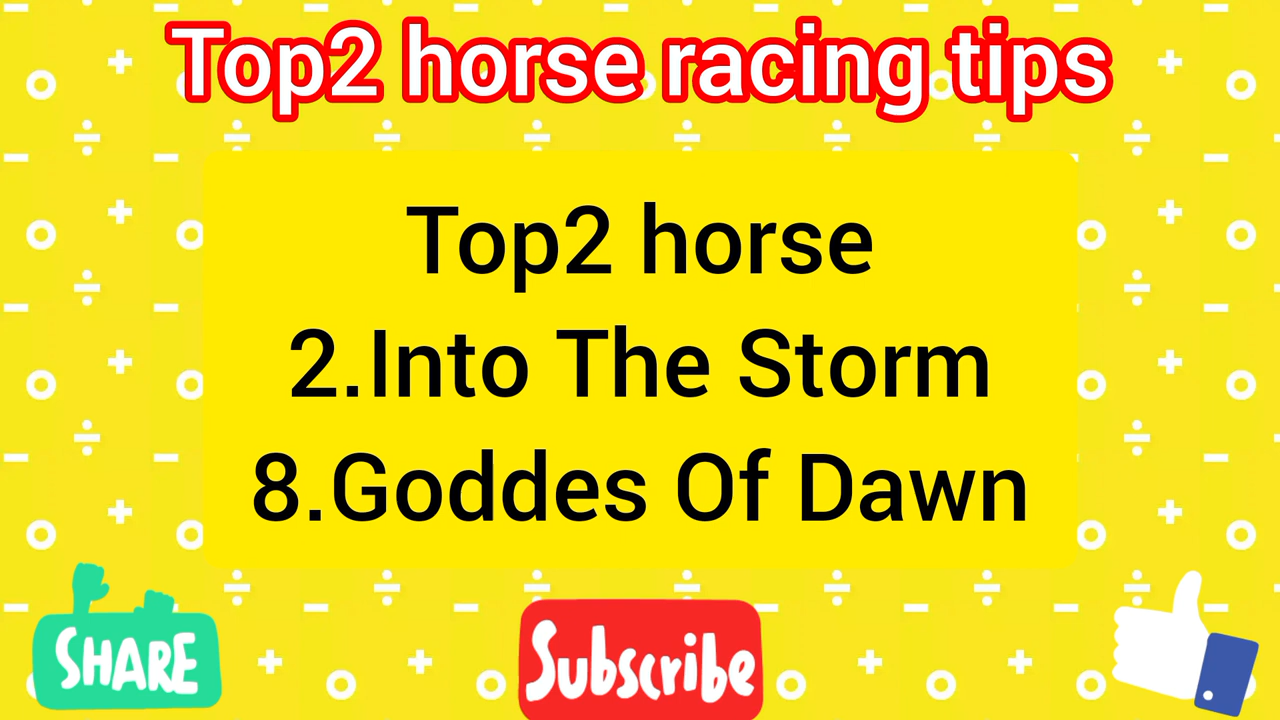 Top2 horse racing tips
Top2 horse
2.Into The Storm
8.Goddes Of Dawn
SHARE
Subscribe